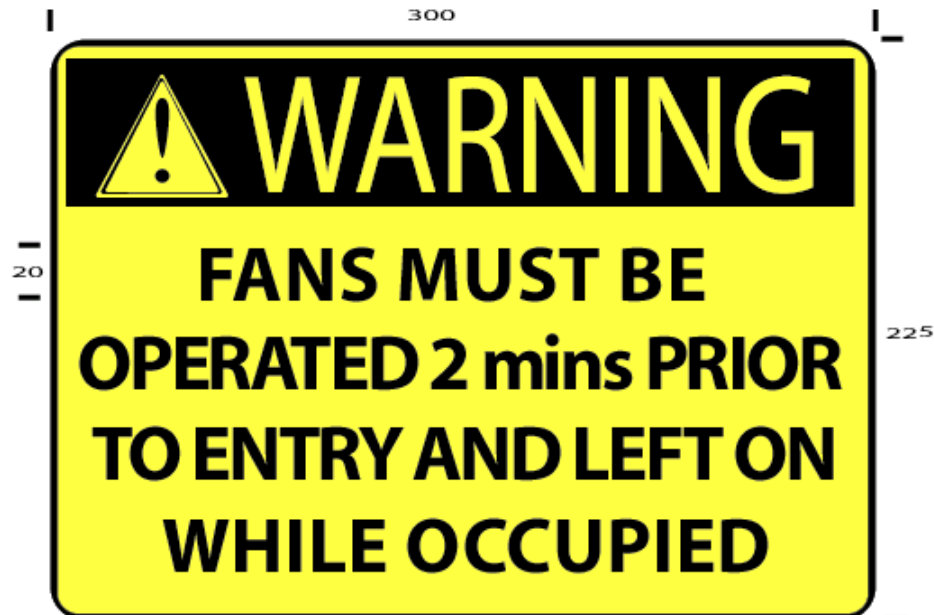 300
WARNING
20
FANS MUST BE
OPERATED 2 mins PRIOR
225
TO ENTRY AND LEFT ON
WHILE OCCUPIED